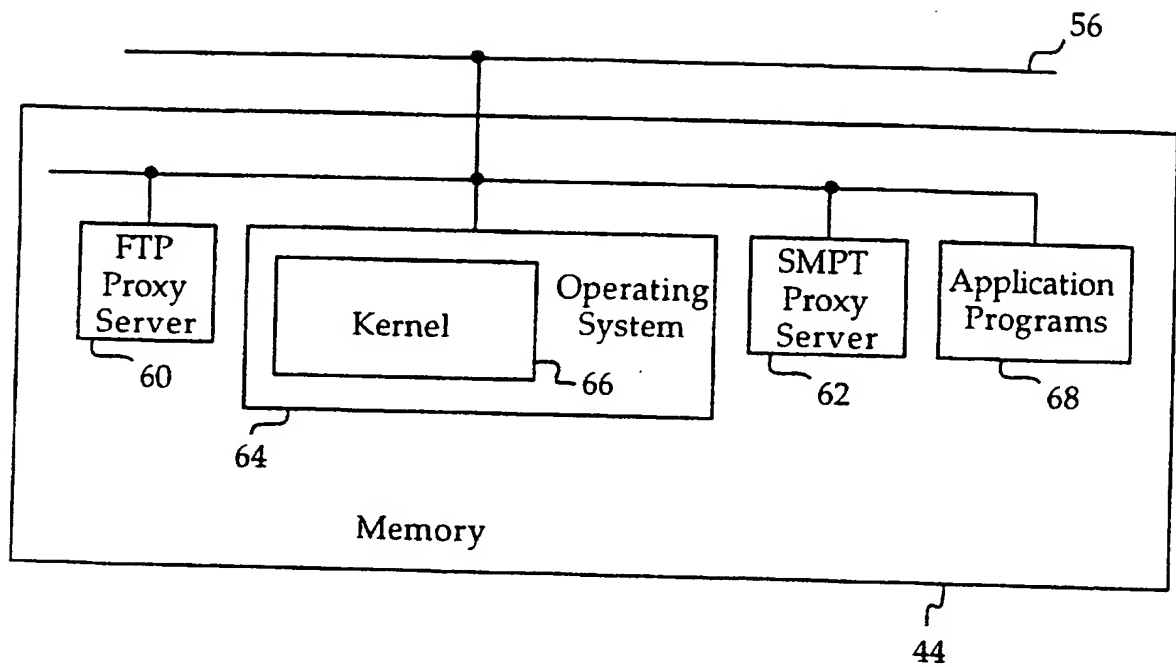 56
FTP
Proxy
Server
60
Kernel
Operating
System
66
64
SMPT
Proxy
Server
62
Application
Programs
68
Memory
44